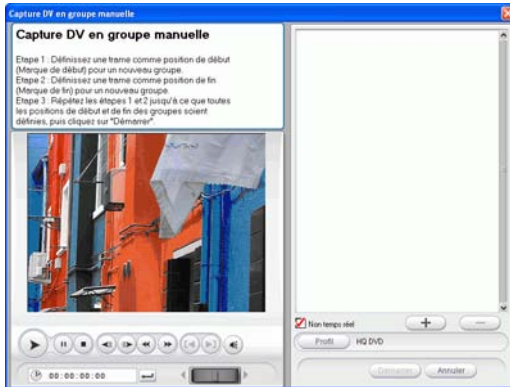 Capture DV en groupe manuelle
Capture DV en groupe manuelle
Etape 1 : Définissez une trame comme position de début
(Marque de début) pour un nouveau groupe.
Etape 2 : Définissez une trame comme position de fin
(Marque de fin) pour un nouveau groupe.
Etape 3 : Répétez les étapes 1 et 2 jusqu'à ce que toutes
les positions de début et de fin des groupes soient
définies, puis cliquez sur "Démarrer".
Non temps réel
Profil HQ DVD
00:00:00:00
Démarrer Annuler